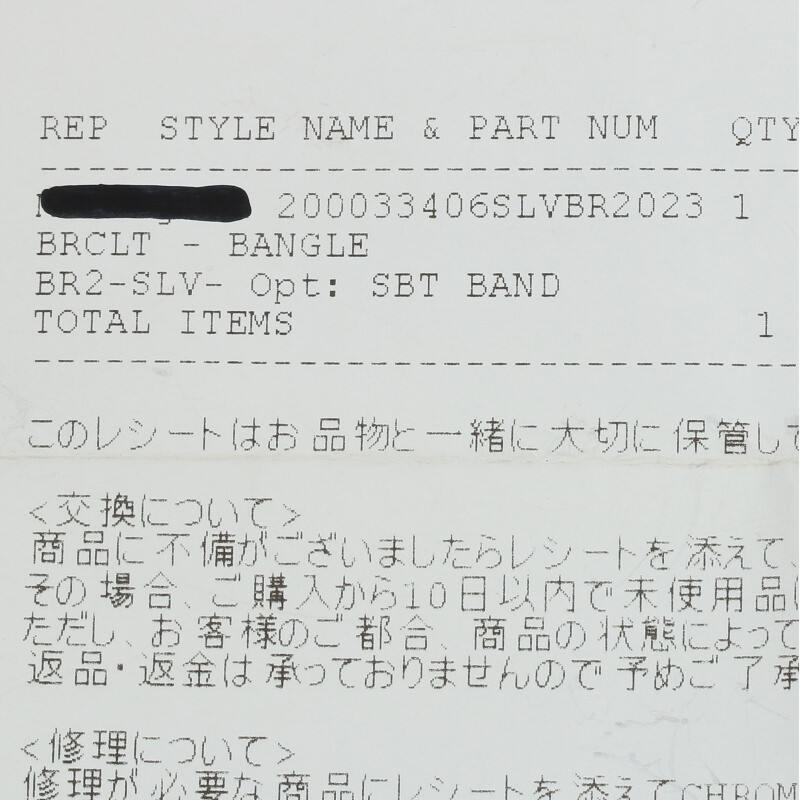 REP STYLE NAME & PART NUM QTY
200033406SLVBR2023 1
BRCLT - BANGLE
BR2-SLV- Opt: SBT BAND
TOTAL ITEMS 1
このレシートはお品物と一緒に大切に保管して
<交換について>
商品に不備がございましたらレシートを添えて、
その場合、ご購入から10日以内で未使用品に
ただし、お客様のご都合、商品の状態によって
返品・返金は承っておりませんので予めご了承
<修理について>
修理が必要な商品にレシートを添えてCHROM